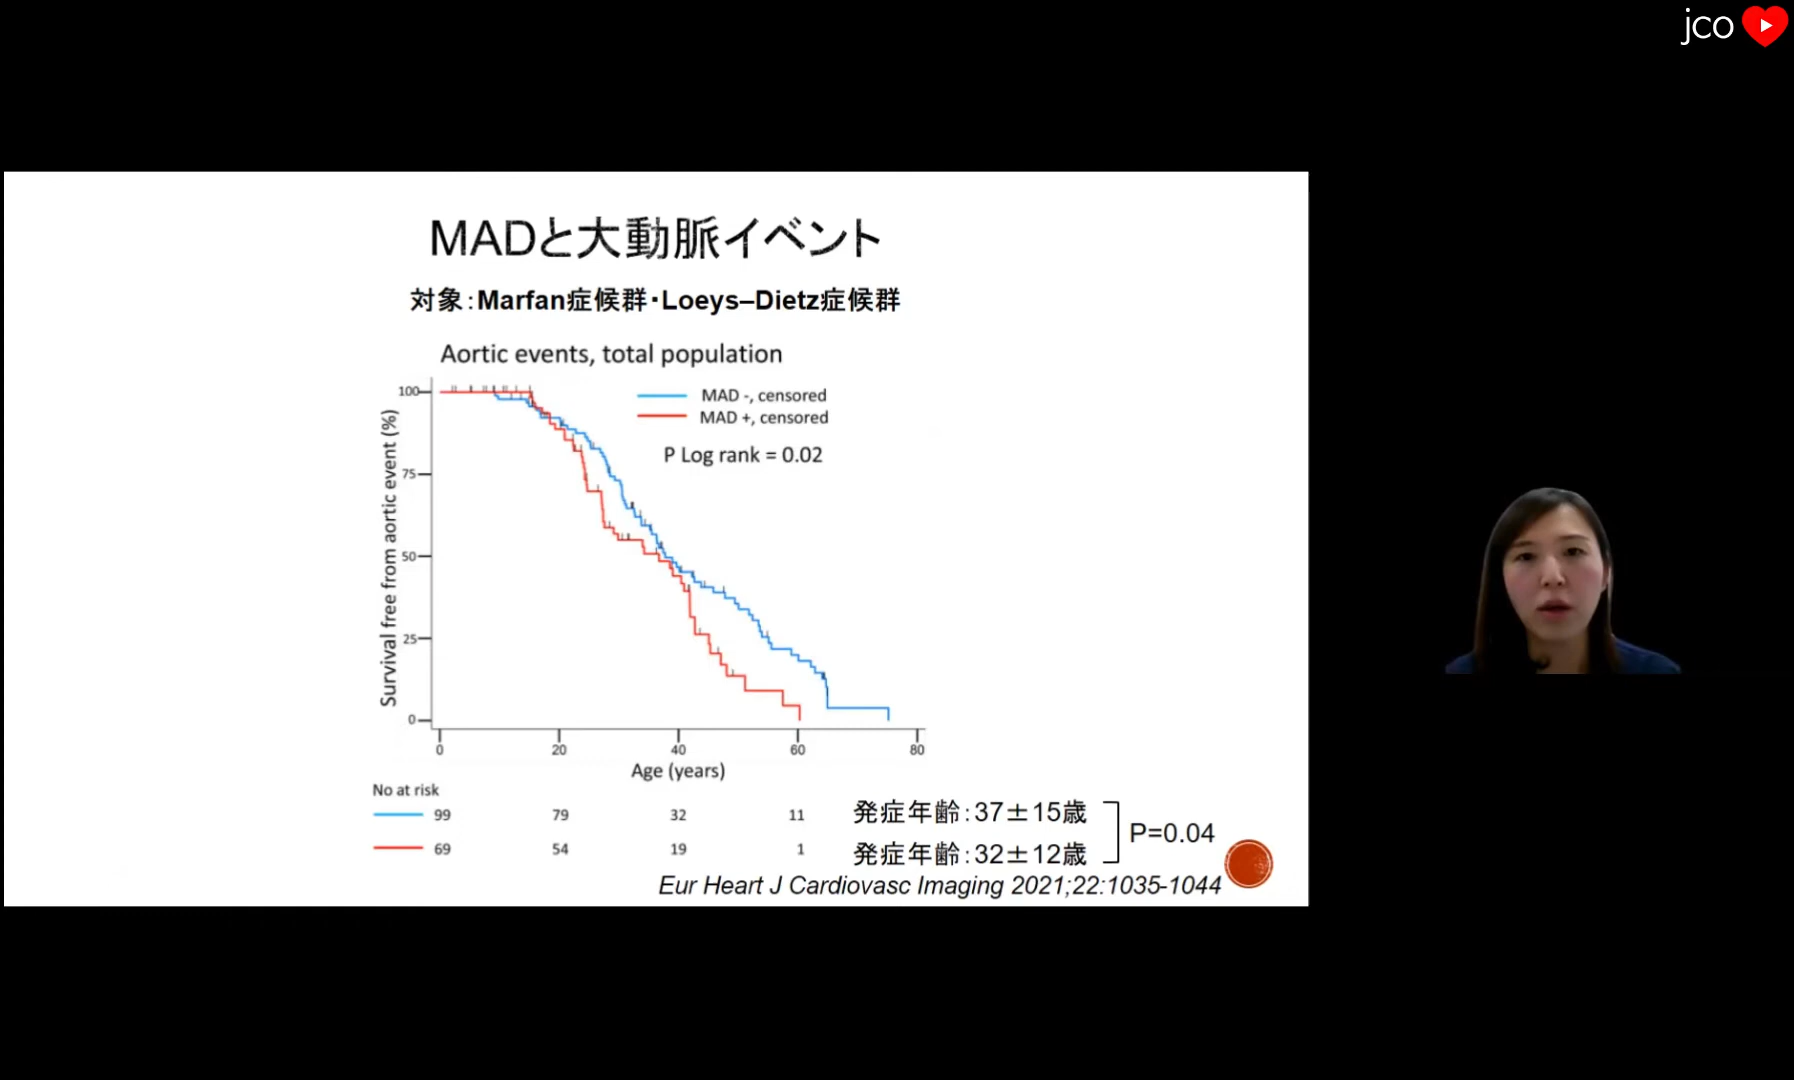 jco
MADと大動脈イベント
対象：Marfan症候群・Loeys–Dietz症候群
Aortic events, total population
MAD -, censored
MAD +, censored
P Log rank = 0.02
Survival free from aortic event (%)
100
75
50
25
0
0 20 40 60 80
Age (years)
No at risk
99 79 32 11
69 54 19 1
発症年齢：37±15歳
発症年齢：32±12歳
P=0.04
Eur Heart J Cardiovasc Imaging 2021;22:1035-1044